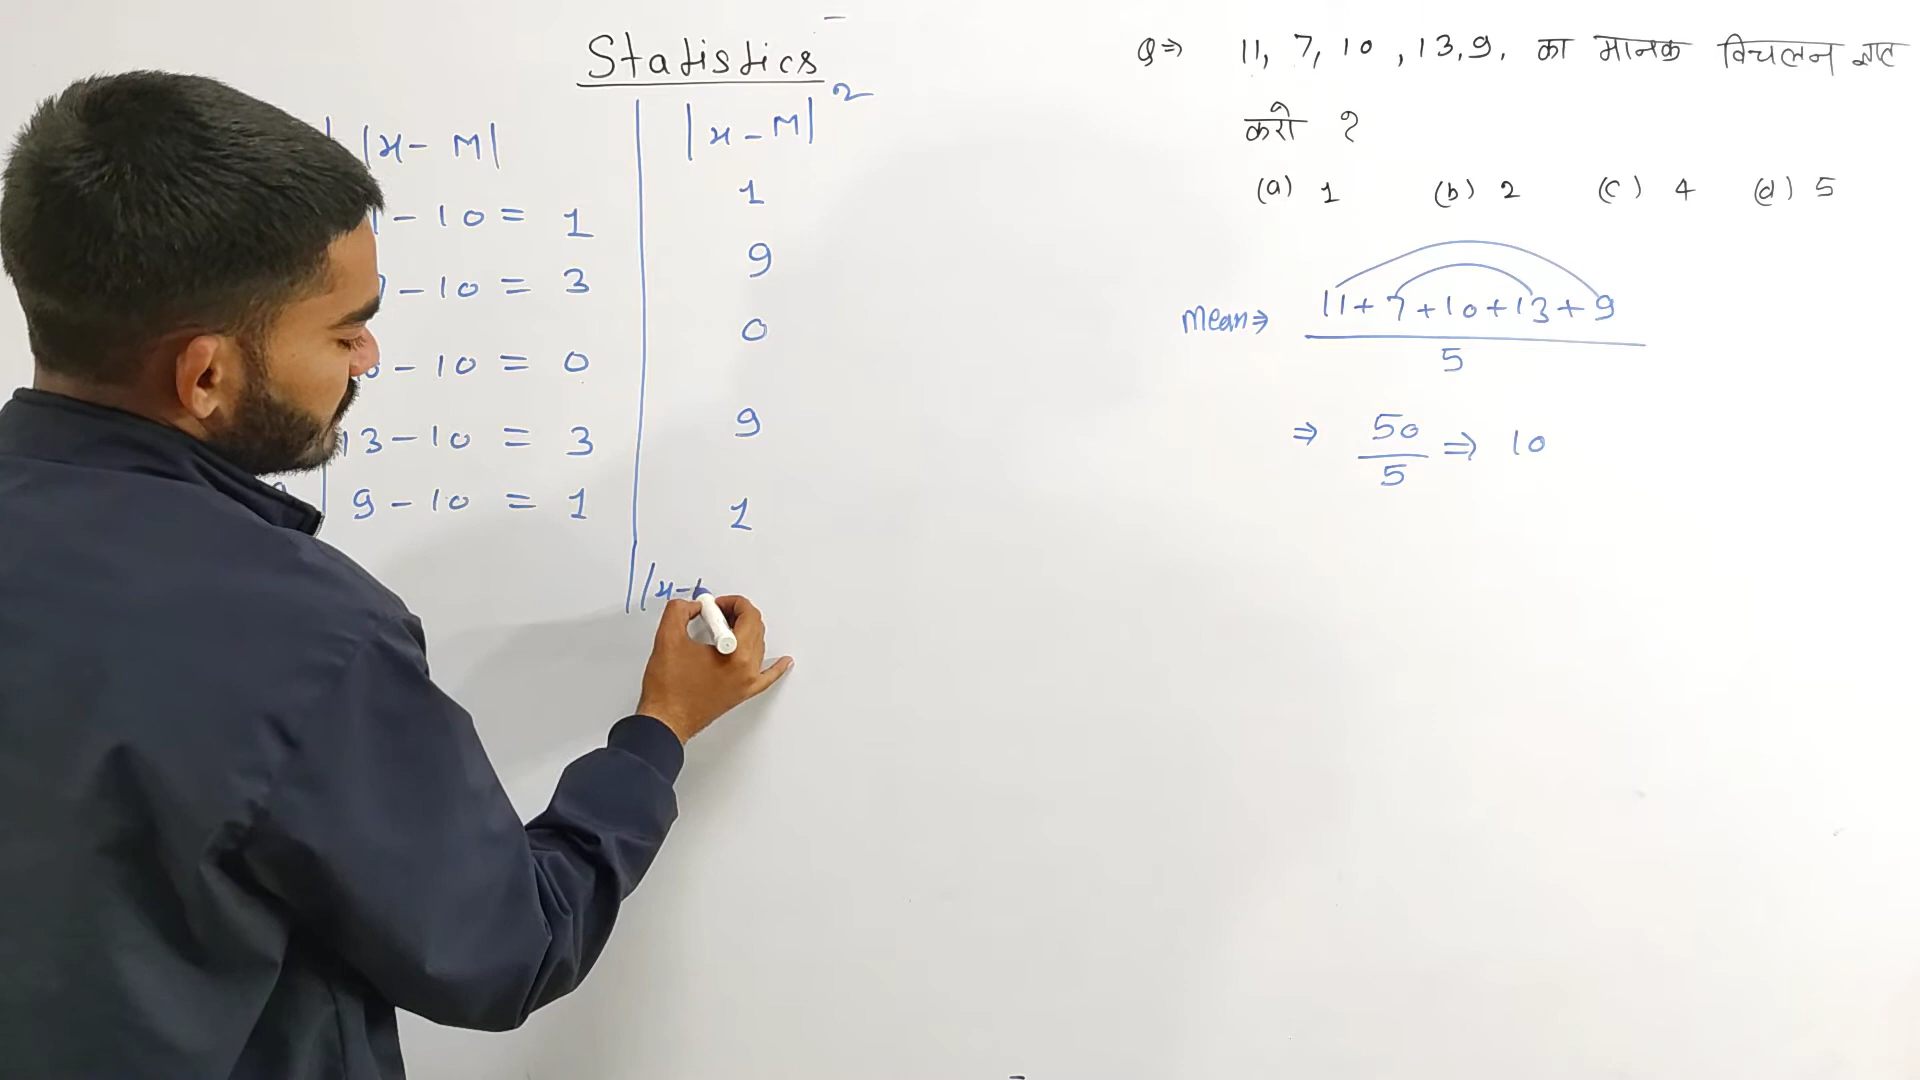 Statistics
|x - M|
|x - M|²
- 10 = 1
1
- 10 = 3
9
- 10 = 0
0
13 - 10 = 3
9
9 - 10 = 1
1
|x -
Q ⇒ 11, 7, 10 , 13, 9, का मानक विचलन
करो ?
(a) 1 (b) 2 (c) 4 (d) 5
Mean ⇒ 11 + 7 + 10 + 13 + 9
5
⇒ 50/5 ⇒ 10